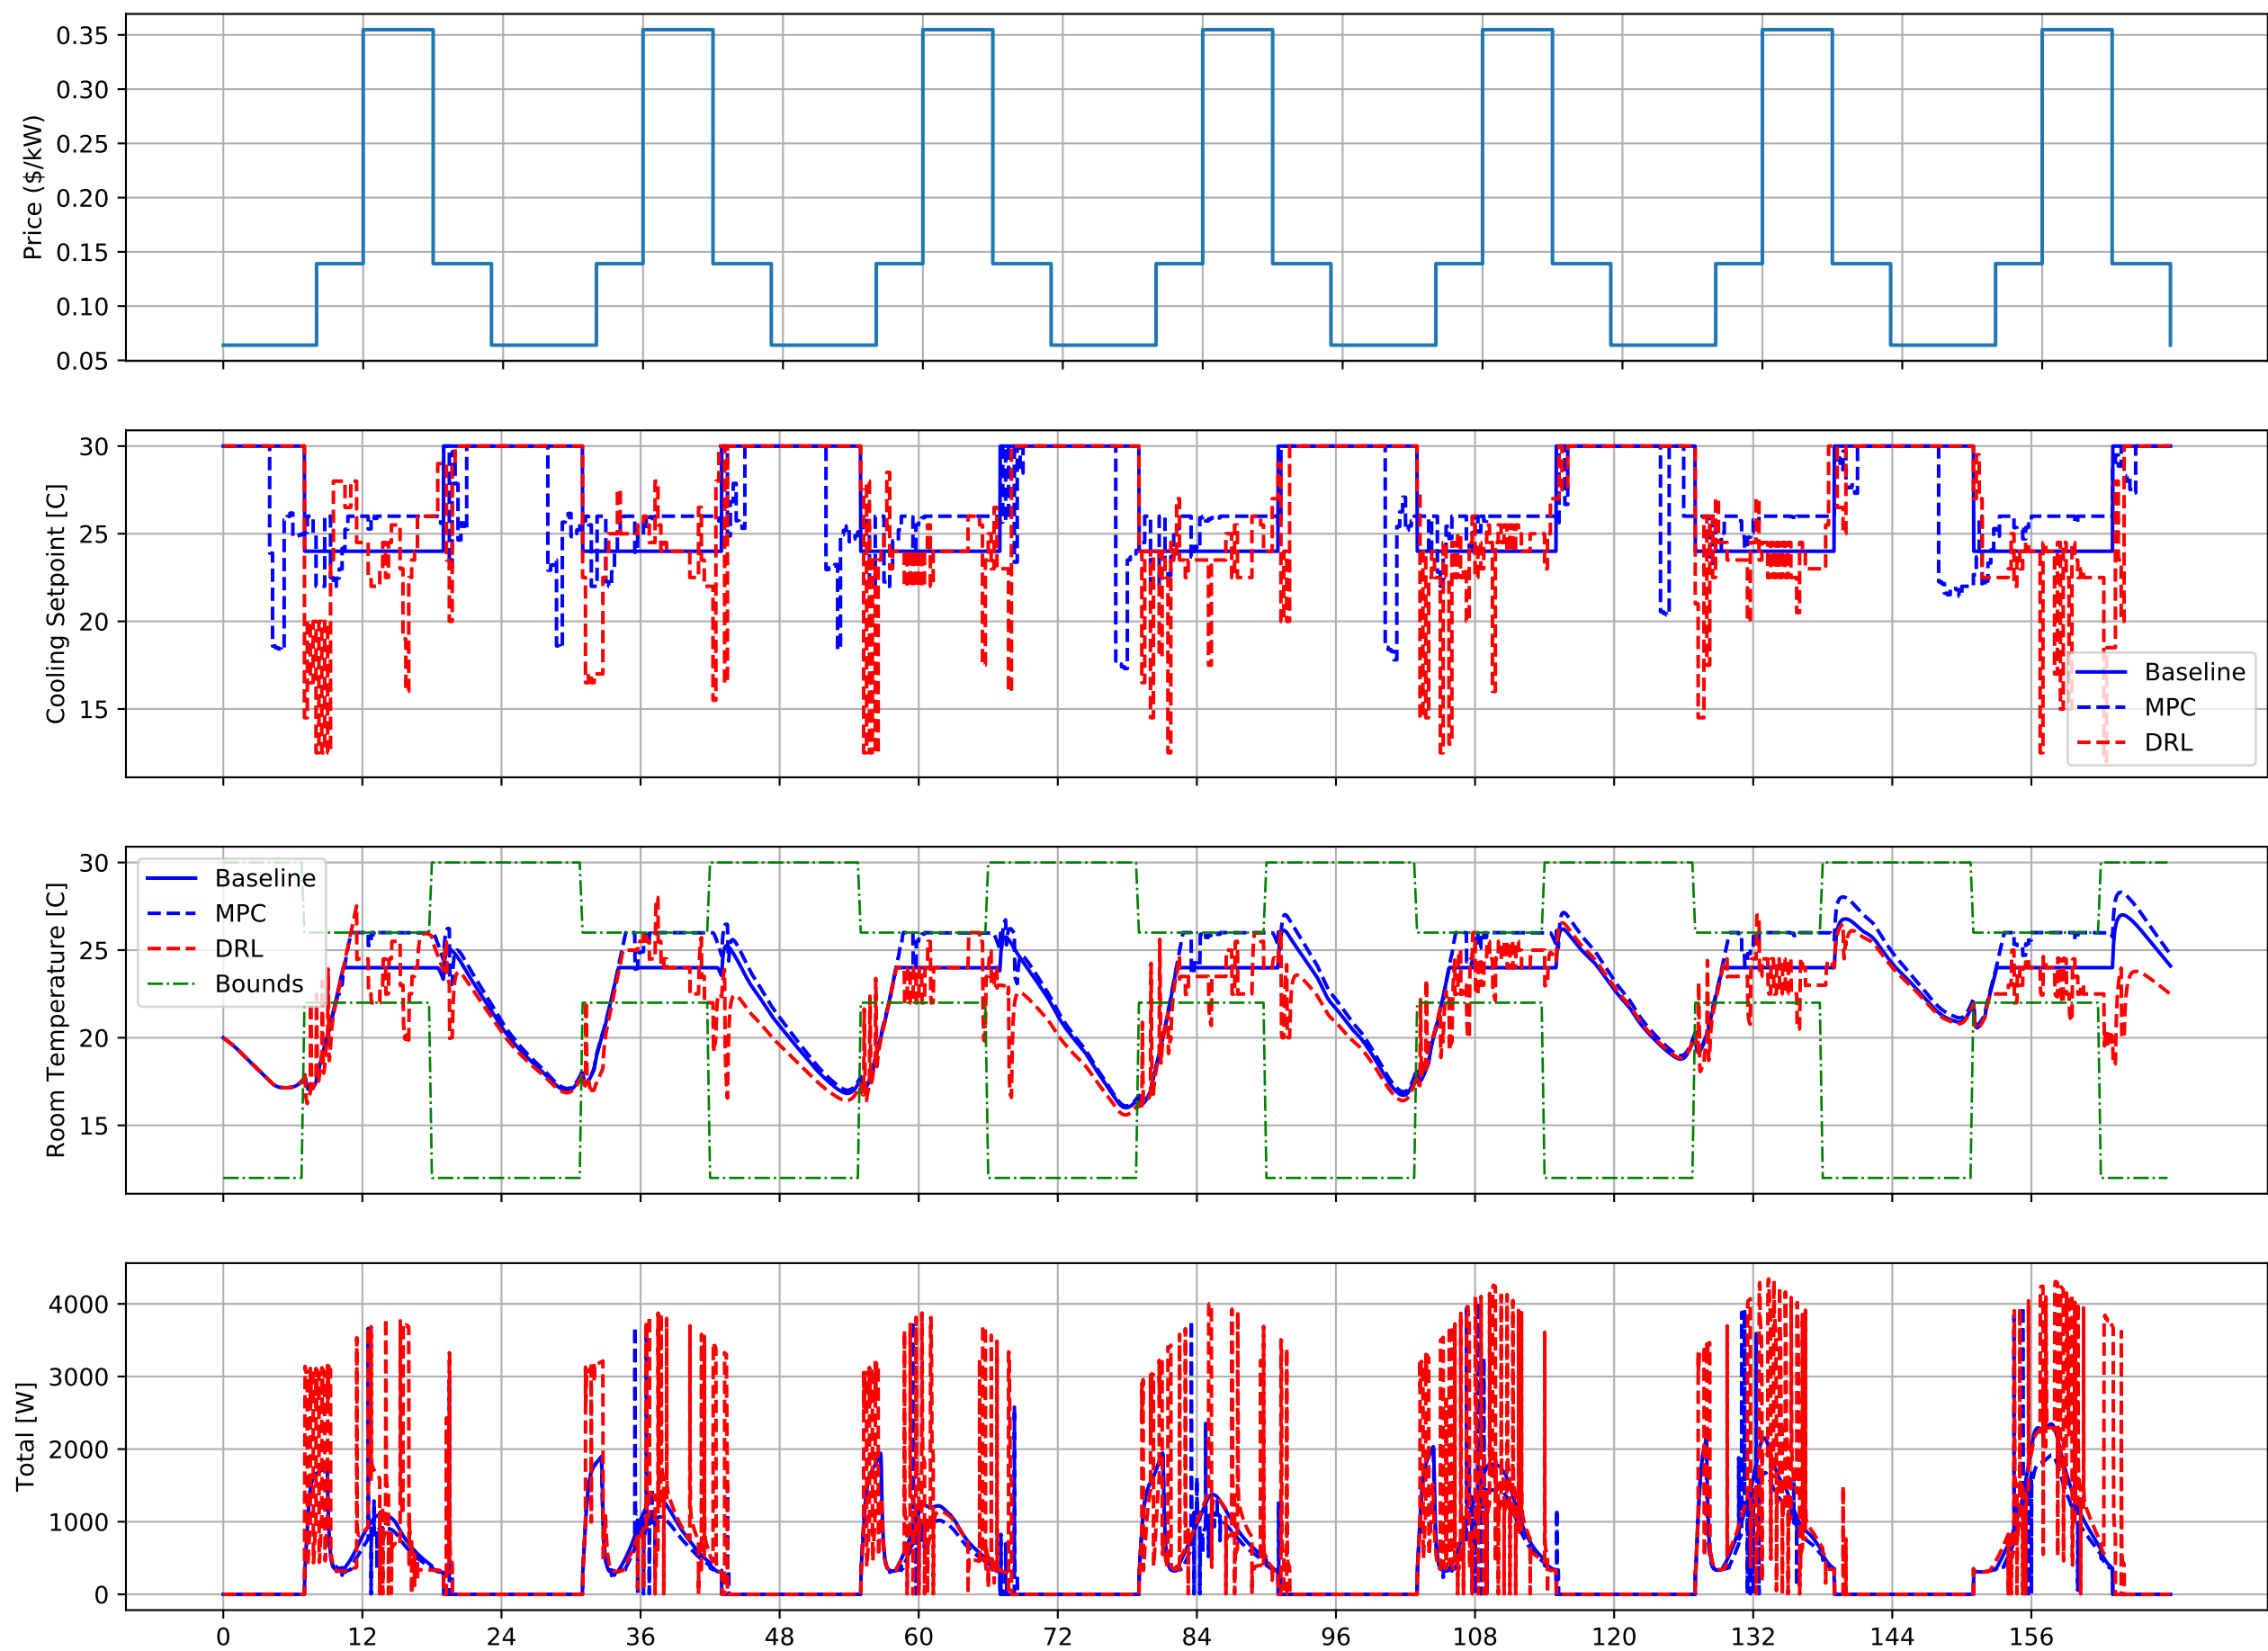 Price ($/kW)
0.35
0.30
0.25
0.20
0.15
0.10
0.05
Cooling Setpoint [C]
30
25
20
15
Baseline
MPC
DRL
Room Temperature [C]
30
25
20
15
Baseline
MPC
DRL
Bounds
Total [W]
4000
3000
2000
1000
0
0 12 24 36 48 60 72 84 96 108 120 132 144 156